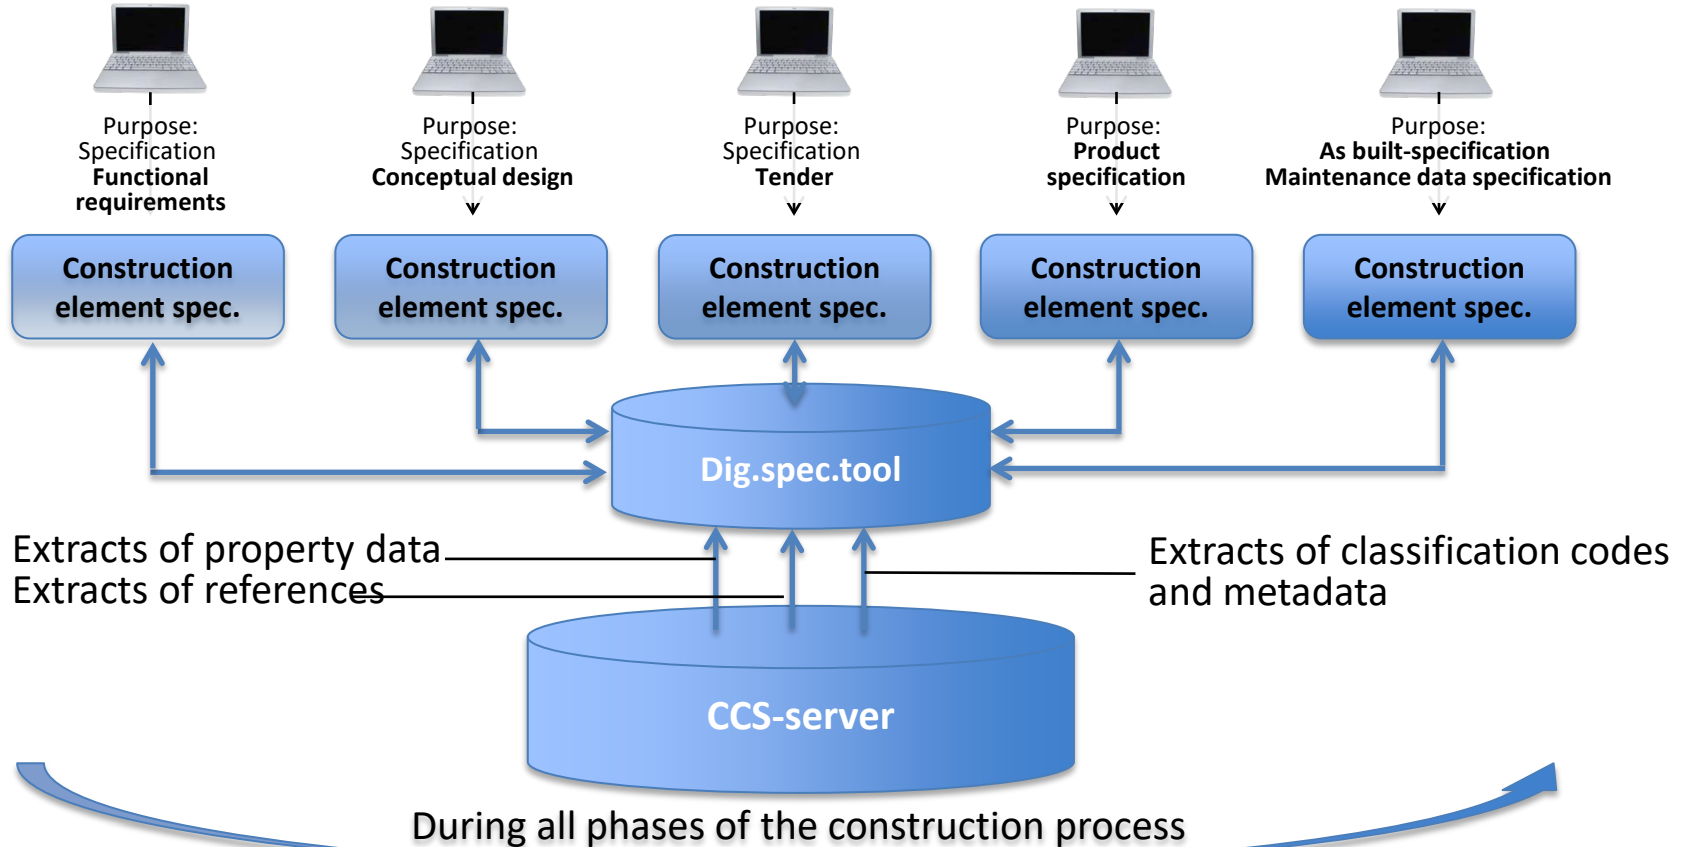 Purpose:
Specification
Functional
requirements
Purpose:
Specification
Conceptual design
Purpose:
Specification
Tender
Purpose:
Product
specification
Purpose:
As built-specification
Maintenance data specification
Construction
element spec.
Construction
element spec.
Construction
element spec.
Construction
element spec.
Construction
element spec.
Dig.spec.tool
Extracts of property data
Extracts of references
Extracts of classification codes
and metadata
CCS-server
During all phases of the construction process